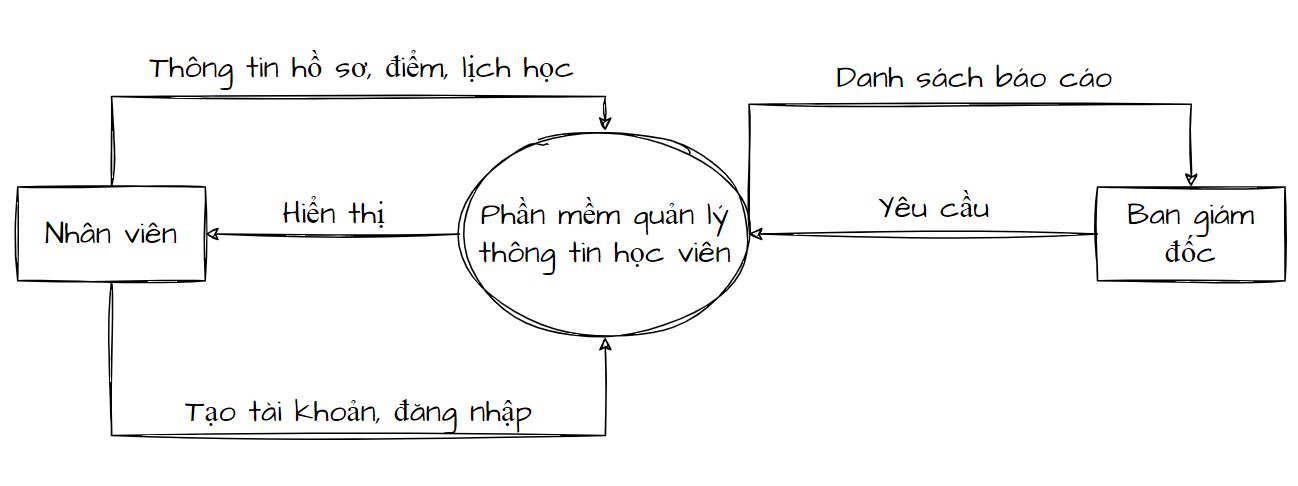 Thông tin hồ sơ, điểm, lịch học
Danh sách báo cáo
Hiển thị
Yêu cầu
Nhân viên
Phần mềm quản lý
thông tin học viên
Ban giám
đốc
Tạo tài khoản, đăng nhập